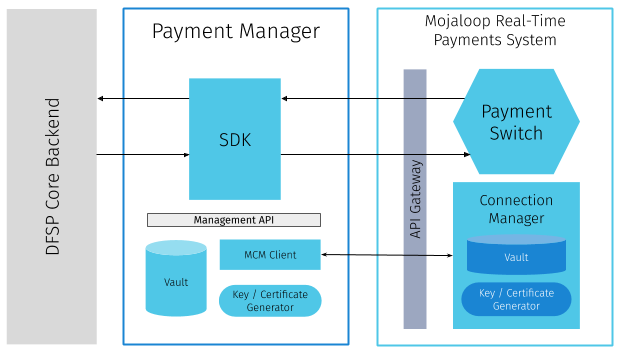 DFSP Core Backend
Payment Manager
SDK
Management API
Vault
MCM Client
Key / Certificate
Generator
Mojaloop Real-Time
Payments System
API Gateway
Payment
Switch
Connection
Manager
Vault
Key / Certificate
Generator